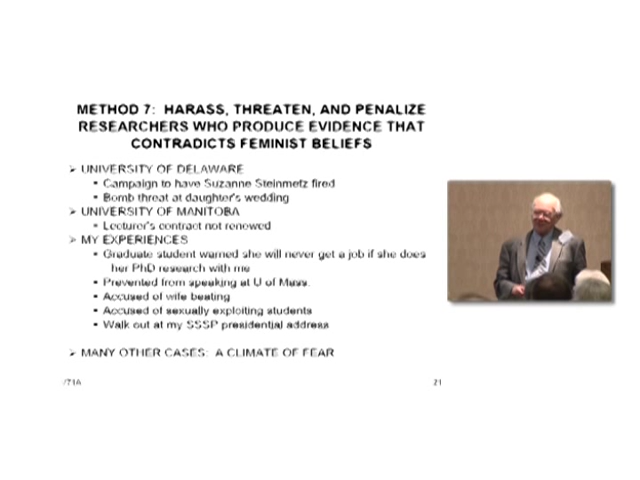 METHOD 7: HARASS, THREATEN, AND PENALIZE
RESEARCHERS WHO PRODUCE EVIDENCE THAT
CONTRADICTS FEMINIST BELIEFS
➢ UNIVERSITY OF DELAWARE
▪ Campaign to have Suzanne Steinmetz fired
▪ Bomb threat at daughter's wedding
➢ UNIVERSITY OF MANITOBA
▪ Lecturer's contract not renewed
➢ MY EXPERIENCES
▪ Graduate student warned she will never get a job if she does
her PhD research with me
▪ Prevented from speaking at U of Mass.
▪ Accused of wife beating
▪ Accused of sexually exploiting students
▪ Walk out at my SSSP presidential address
➢ MANY OTHER CASES: A CLIMATE OF FEAR
/71A
21